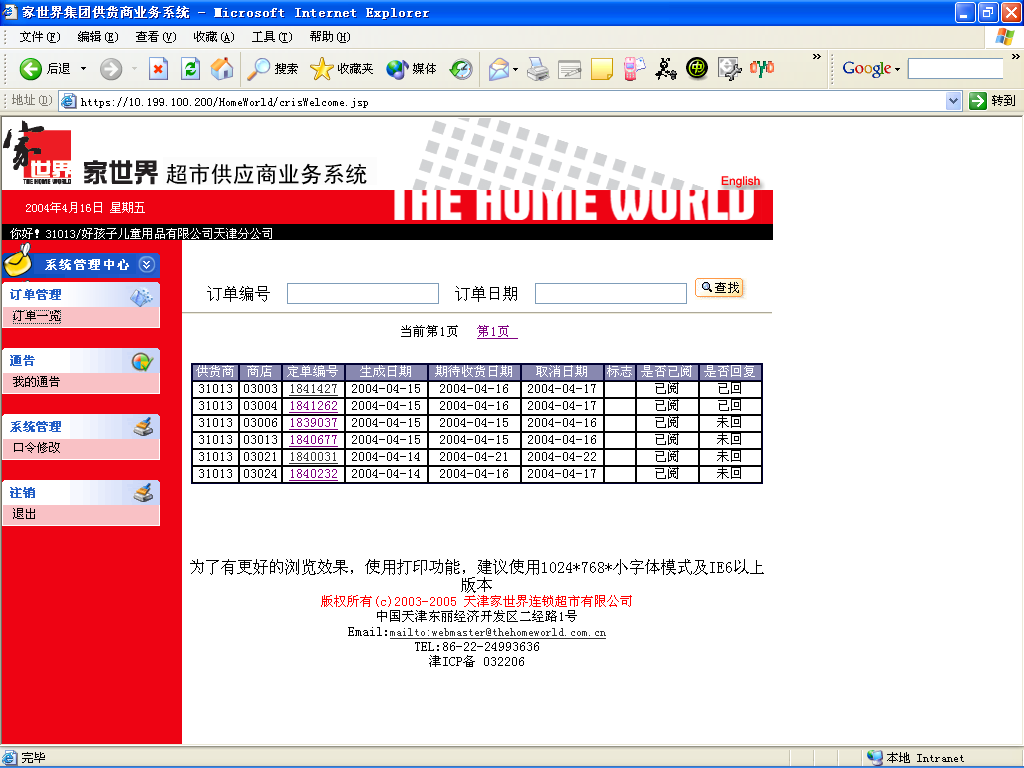 家世界集团供货商业务系统 - Microsoft Internet Explorer
文件(F) 编辑(E) 查看(V) 收藏(A) 工具(T) 帮助(H)
后退 搜索 收藏夹 媒体 » Google »
地址(D) https://10.199.100.200/HomeWorld/crisWelcome.jsp 转到
家世界
THE HOME WORLD
家世界 超市供应商业务系统
English
2004年4月16日 星期五 THE HOME WORLD
你好! 31013/好孩子儿童用品有限公司天津分公司
系统管理中心
订单管理
订单一览
通告
我的通告
系统管理
口令修改
注销
退出
订单编号 订单日期 查找
当前第1页 第1页
供货商 商店 定单编号 生成日期 期待收货日期 取消日期 标志 是否已阅 是否回复
31013 03003 1841427 2004-04-15 2004-04-16 2004-04-17 已阅 已回
31013 03004 1841262 2004-04-15 2004-04-16 2004-04-17 已阅 已回
31013 03006 1839037 2004-04-15 2004-04-15 2004-04-16 已阅 未回
31013 03013 1840677 2004-04-15 2004-04-15 2004-04-16 已阅 未回
31013 03021 1840031 2004-04-14 2004-04-21 2004-04-22 已阅 未回
31013 03024 1840232 2004-04-14 2004-04-16 2004-04-17 已阅 未回
为了有更好的浏览效果，使用打印功能，建议使用1024*768*小字体模式及IE6以上
版本
版权所有(c)2003-2005 天津家世界连锁超市有限公司
中国天津东丽经济开发区二经路1号
Email:mailto:webmaster@thehomeworld.com.cn
TEL:86-22-24993636
津ICP备 032206
完毕 本地 Intranet